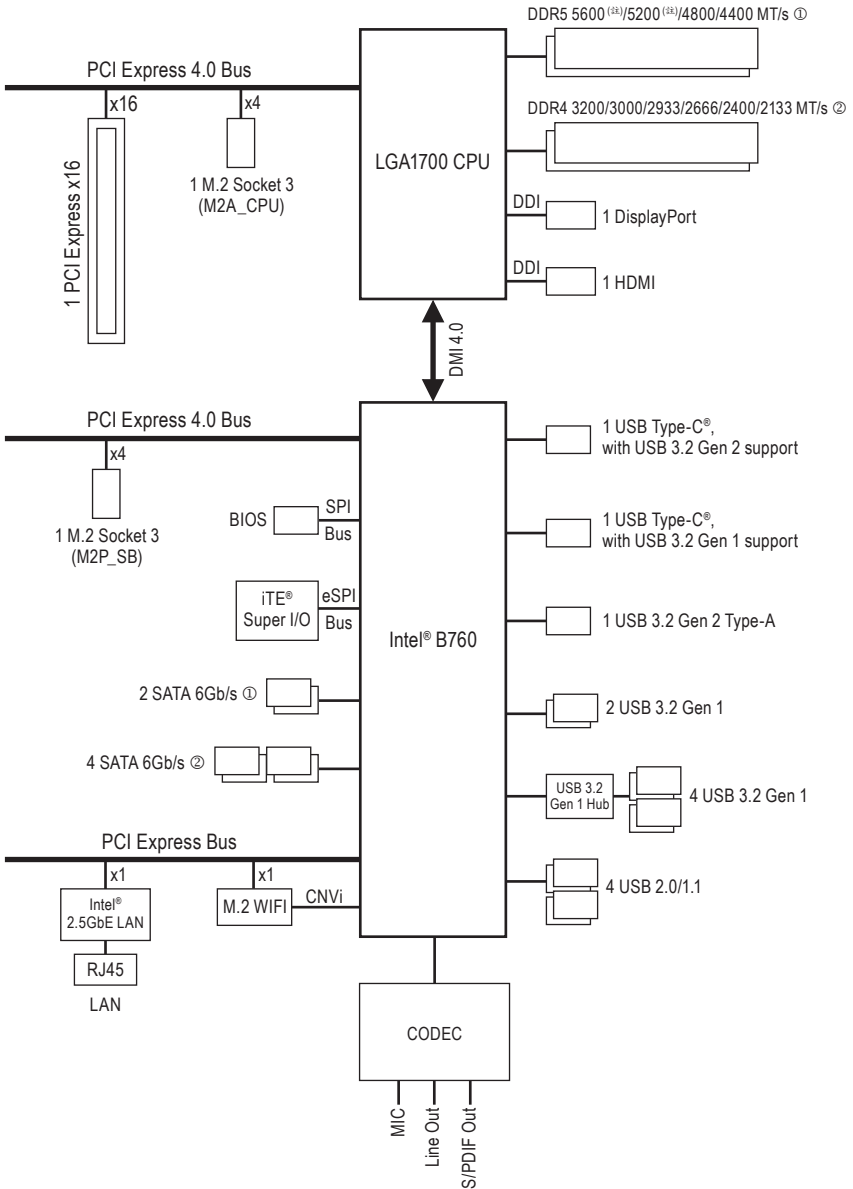 DDR5 5600 (註)/5200 (註)/4800/4400 MT/s ①
PCI Express 4.0 Bus
x16
x4
1 PCI Express x16
1 M.2 Socket 3
(M2A_CPU)
LGA1700 CPU
DDR4 3200/3000/2933/2666/2400/2133 MT/s ②
DDI
1 DisplayPort
DDI
1 HDMI
DMI 4.0
PCI Express 4.0 Bus
x4
1 M.2 Socket 3
(M2P_SB)
BIOS
SPI
Bus
iTE®
Super I/O
eSPI
Bus
2 SATA 6Gb/s ①
4 SATA 6Gb/s ②
Intel® B760
1 USB Type-C®,
with USB 3.2 Gen 2 support
1 USB Type-C®,
with USB 3.2 Gen 1 support
1 USB 3.2 Gen 2 Type-A
2 USB 3.2 Gen 1
USB 3.2
Gen 1 Hub
4 USB 3.2 Gen 1
4 USB 2.0/1.1
PCI Express Bus
x1
x1
Intel®
2.5GbE LAN
M.2 WIFI
CNVi
RJ45
LAN
CODEC
MIC
Line Out
S/PDIF Out